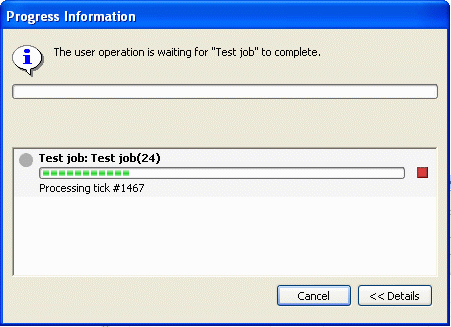 Progress Information
The user operation is waiting for "Test job" to complete.
Test job: Test job(24)
Processing tick #1467
Cancel
<< Details